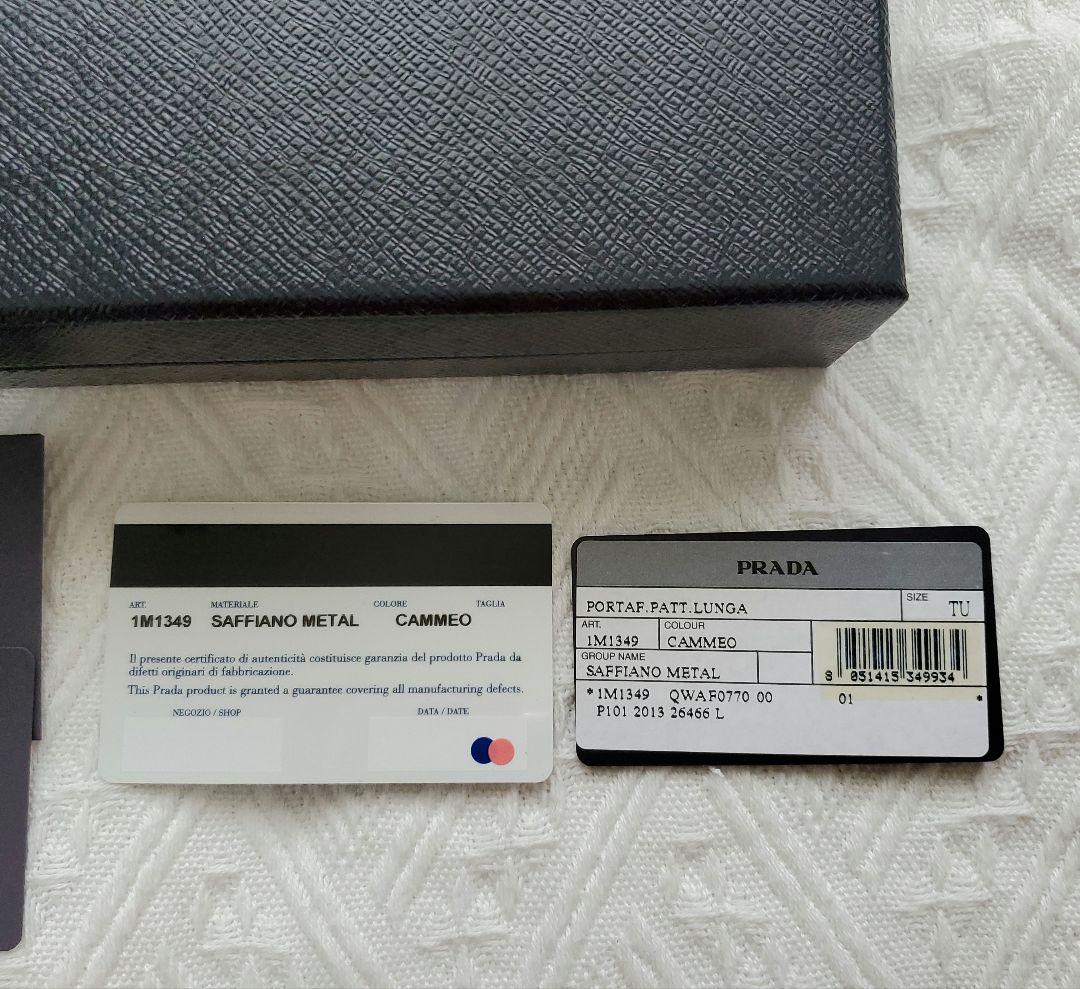 ART. MATERIALE COLORE TAGLIA
1M1349 SAFFIANO METAL CAMMEO
Il presente certificato di autenticità costituisce garanzia del prodotto Prada da
difetti originari di fabbricazione.
This Prada product is granted a guarantee covering all manufacturing defects.
NEGOZIO / SHOP DATA / DATE
PRADA
PORTAF.PATT.LUNGA SIZE TU
ART. COLOUR
1M1349 CAMMEO
GROUP NAME
SAFFIANO METAL
8 051415 349934
*1M1349 QWAF0770 00 01 *
P101 2013 26466 L